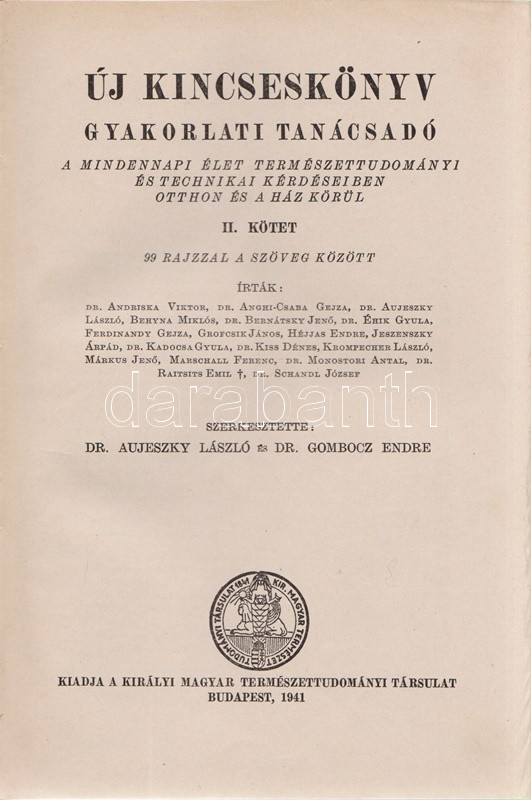 ÚJ KINCSESKÖNYV
GYAKORLATI TANÁCSADÓ
A MINDENNAPI ÉLET TERMÉSZETTUDOMÁNYI
ÉS TECHNIKAI KÉRDÉSEIBEN
OTTHON ÉS A HÁZ KÖRÜL
II. KÖTET
99 RAJZZAL A SZÖVEG KÖZÖTT
ÍRTÁK:
DR. ANDRISKA VIKTOR, DR. ANGHI-CSABA GEJZA, DR. AUJESZKY
LÁSZLÓ, BEHYNA MIKLÓS, DR. BERNÁTSKY JENŐ, DR. ÉHIK GYULA,
FERDINANDY GEJZA, GROFCSIK JÁNOS, HÉJJAS ENDRE, JESZENSZKY
ÁRPÁD, DR. KADOCSA GYULA, DR. KISS DÉNES, KROMPECHER LÁSZLÓ,
MÁRKUS JENŐ, MARSCHALL FERENC, DR. MONOSTORI ANTAL, DR.
RAITSITS EMIL †, DR. SCHANDL JÓZSEF
darabanth
SZERKESZTETTE:
DR. AUJESZKY LÁSZLÓ ÉS DR. GOMBOCZ ENDRE
KIR. MAGYAR TERMÉSZETTUDOMÁNYI TÁRSULAT 1841
KIADJA A KIRÁLYI MAGYAR TERMÉSZETTUDOMÁNYI TÁRSULAT
BUDAPEST, 1941